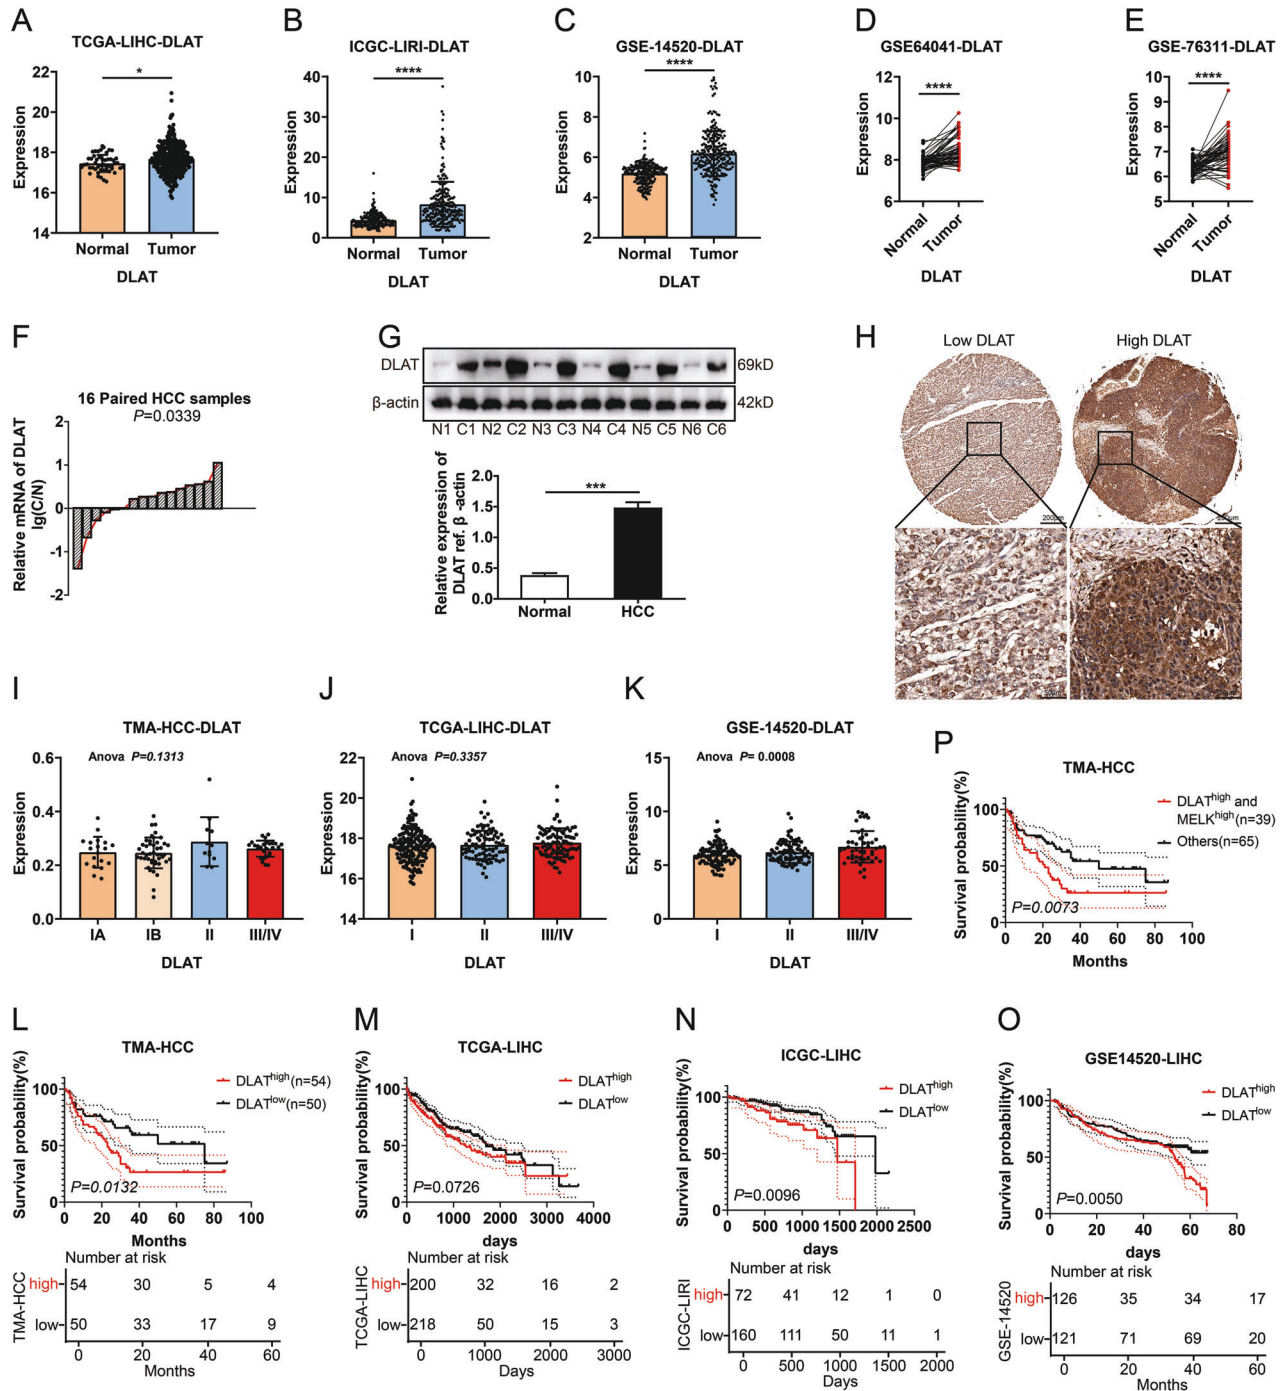 A
TCGA-LIHC-DLAT
*
Expression
22
20
18
16
14
Normal Tumor
DLAT
B
ICGC-LIRI-DLAT
****
Expression
40
30
20
10
0
Normal Tumor
DLAT
C
GSE-14520-DLAT
****
Expression
10
8
6
4
2
Normal Tumor
DLAT
D
GSE64041-DLAT
****
Expression
12
10
8
6
Normal Tumor
DLAT
E
GSE-76311-DLAT
****
Expression
10
9
8
7
6
5
Normal Tumor
DLAT
F
16 Paired HCC samples
P=0.0339
Relative mRNA of DLAT
lg(C/N)
2
1
0
-1
-2
G
DLAT 69kD
β-actin 42kD
N1 C1 N2 C2 N3 C3 N4 C4 N5 C5 N6 C6
Relative expression of
DLAT ref. β -actin
***
2.0
1.5
1.0
0.5
0.0
Normal HCC
H
Low DLAT High DLAT
200μm
I
TMA-HCC-DLAT
Anova P=0.1313
Expression
0.6
0.4
0.2
0.0
IA IB II III/IV
DLAT
J
TCGA-LIHC-DLAT
Anova P=0.3357
Expression
22
20
18
16
14
I II III/IV
DLAT
K
GSE-14520-DLAT
Anova P= 0.0008
Expression
15
10
5
0
I II III/IV
DLAT
P
TMA-HCC
DLAThigh and
MELKhigh(n=39)
Others(n=65)
Survival probability(%)
100
50
0
P=0.0073
0 20 40 60 80 100
Months
L
TMA-HCC
DLAThigh(n=54)
DLATlow(n=50)
Survival probability(%)
100
50
0
P=0.0132
0 20 40 60 80 100
Months
Number at risk
TMA-HCC
high 54 30 5 4
low 50 33 17 9
0 20 40 60
Months
M
TCGA-LIHC
DLAThigh
DLATlow
Survival probability(%)
100
50
0
P=0.0726
0 1000 2000 3000 4000
days
Number at risk
TCGA-LIHC
high 200 32 16 2
low 218 50 15 3
0 1000 2000 3000
Days
N
ICGC-LIHC
DLAThigh
DLATlow
Survival probability(%)
100
50
0
P=0.0096
0 500 1000 1500 2000 2500
days
Number at risk
ICGC-LIRI
high 72 41 12 1 0
low 160 111 50 11 1
0 500 1000 1500 2000
Days
O
GSE14520-LIHC
DLAThigh
DLATlow
Survival probability(%)
100
50
0
P=0.0050
0 20 40 60 80
days
Number at risk
GSE-14520
high 126 35 34 17
low 121 71 69 20
0 20 40 60
Months